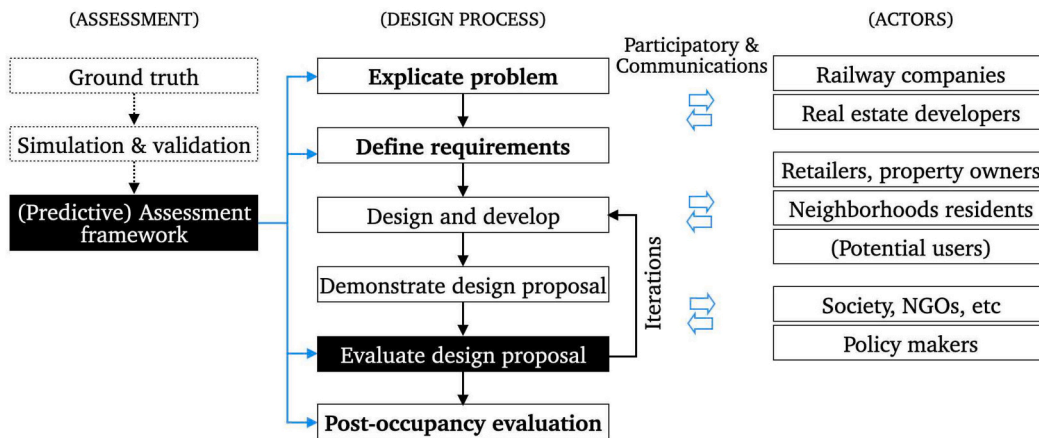 (ASSESSMENT)
Ground truth
Simulation & validation
(Predictive) Assessment
framework
(DESIGN PROCESS)
Explicate problem
Define requirements
Design and develop
Demonstrate design proposal
Evaluate design proposal
Post-occupancy evaluation
Iterations
Participatory &
Communications
(ACTORS)
Railway companies
Real estate developers
Retailers, property owners
Neighborhoods residents
(Potential users)
Society, NGOs, etc
Policy makers